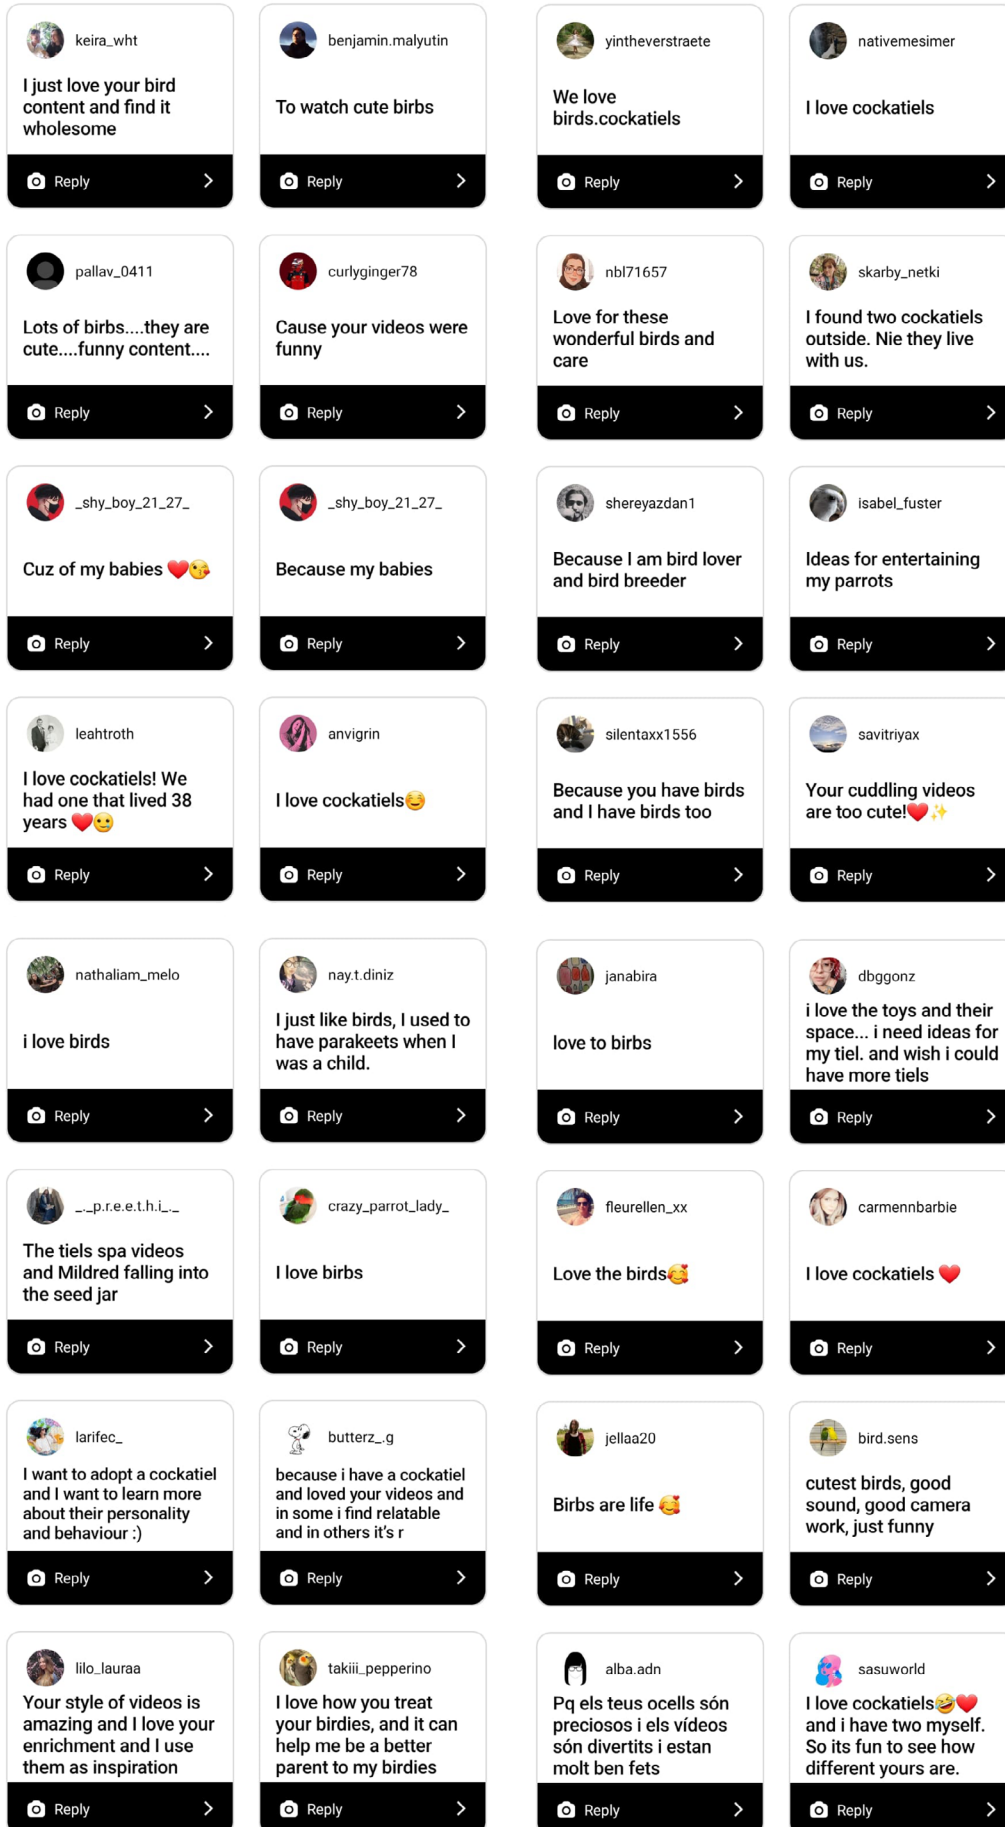 keira_wht
I just love your bird
content and find it
wholesome
Reply
benjamin.malyutin
To watch cute birbs
Reply
yintheverstraete
We love
birds.cockatiels
Reply
nativemesimer
I love cockatiels
Reply
pallav_0411
Lots of birbs....they are
cute....funny content....
Reply
curlyginger78
Cause your videos were
funny
Reply
nbl71657
Love for these
wonderful birds and
care
Reply
skarby_netki
I found two cockatiels
outside. Nie they live
with us.
Reply
_shy_boy_21_27_
Cuz of my babies ❤️😘
Reply
_shy_boy_21_27_
Because my babies
Reply
shereyazdan1
Because I am bird lover
and bird breeder
Reply
isabel_fuster
Ideas for entertaining
my parrots
Reply
leahtroth
I love cockatiels! We
had one that lived 38
years ❤️🥲
Reply
anvigrin
I love cockatiels☺️
Reply
silentaxx1556
Because you have birds
and I have birds too
Reply
savitriyax
Your cuddling videos
are too cute!❤️✨
Reply
nathaliam_melo
i love birds
Reply
nay.t.diniz
I just like birds, I used to
have parakeets when I
was a child.
Reply
janabira
love to birbs
Reply
dbggonz
i love the toys and their
space... i need ideas for
my tiel. and wish i could
have more tiels
Reply
_._p.r.e.e.t.h.i_._
The tiels spa videos
and Mildred falling into
the seed jar
Reply
crazy_parrot_lady_
I love birbs
Reply
fleurellen_xx
Love the birds🥰
Reply
carmennbarbie
I love cockatiels ❤️
Reply
larifec_
I want to adopt a cockatiel
and I want to learn more
about their personality
and behaviour :)
Reply
butterz_.g
because i have a cockatiel
and loved your videos and
in some i find relatable
and in others it's r
Reply
jellaa20
Birbs are life 🥰
Reply
bird.sens
cutest birds, good
sound, good camera
work, just funny
Reply
lilo_lauraa
Your style of videos is
amazing and I love your
enrichment and I use
them as inspiration
Reply
takiii_pepperino
I love how you treat
your birdies, and it can
help me be a better
parent to my birdies
Reply
alba.adn
Pq els teus ocells són
preciosos i els vídeos
són divertits i estan
molt ben fets
Reply
sasuworld
I love cockatiels🤣❤️
and i have two myself.
So its fun to see how
different yours are.
Reply